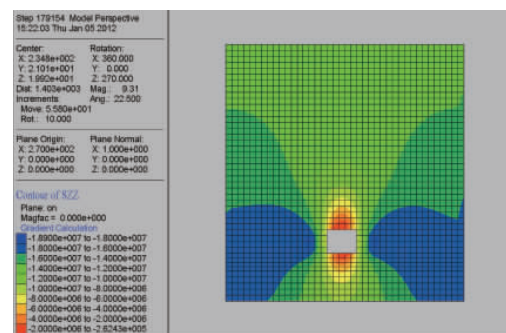 Step 179154 Model Perspective
15:22:03 Thu Jan 05 2012
Center: Rotation:
X: 2.348e+002 X: 360.000
Y: 2.101e+001 Y: 0.000
Z: 1.992e+001 Z: 270.000
Dist: 1.403e+003 Mag.: 9.31
Increments: Ang.: 22.500
Move: 5.580e+001
Rot.: 10.000
Plane Origin: Plane Normal:
X: 2.700e+002 X: 1.000e+000
Y: 0.000e+000 Y: 0.000e+000
Z: 0.000e+000 Z: 0.000e+000
Contour of SZZ
Plane: on
Magfac = 0.000e+000
Gradient Calculation
-1.8900e+007 to -1.8000e+007
-1.8000e+007 to -1.6000e+007
-1.6000e+007 to -1.4000e+007
-1.4000e+007 to -1.2000e+007
-1.2000e+007 to -1.0000e+007
-1.0000e+007 to -8.0000e+006
-8.0000e+006 to -6.0000e+006
-6.0000e+006 to -4.0000e+006
-4.0000e+006 to -2.0000e+006
-2.0000e+006 to -2.6243e+005